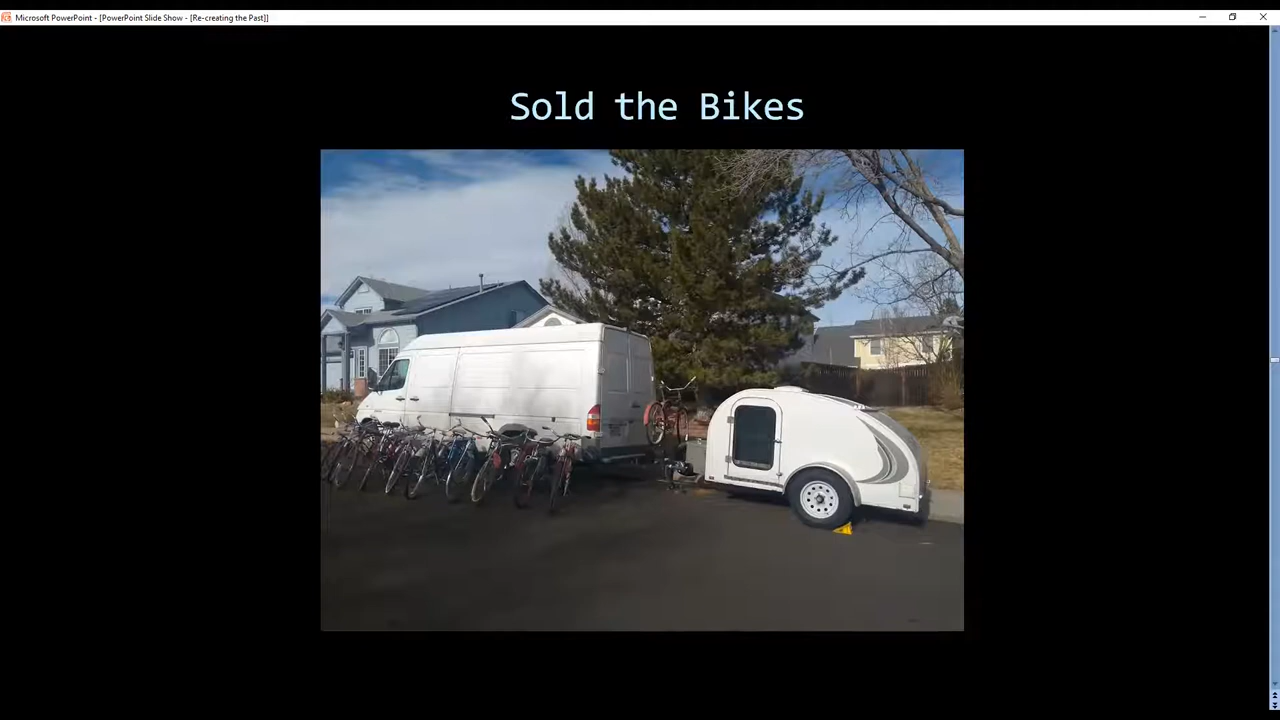 Microsoft PowerPoint - [PowerPoint Slide Show - [Re-creating the Past]]
Sold the Bikes